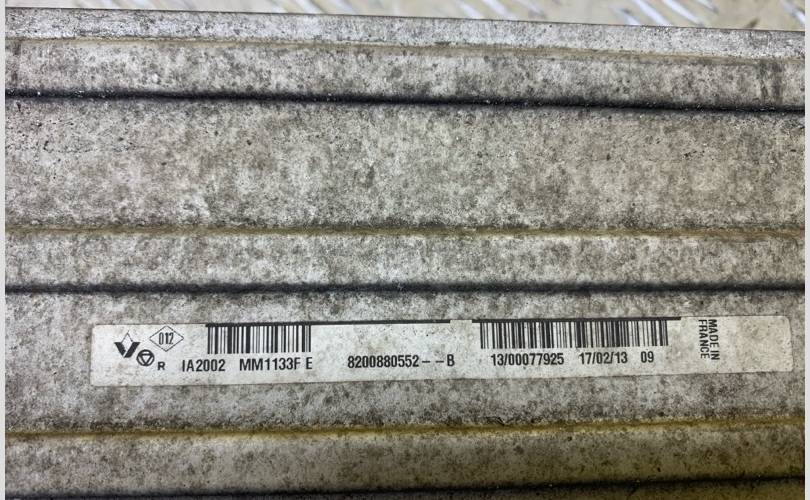 012
R IA2002 MM1133F E 8200880552--B 13/00077925 17/02/13 09
MADE IN
FRANCE